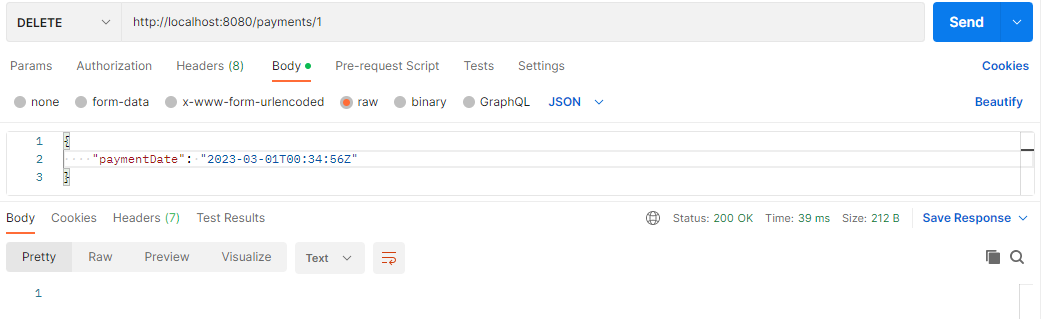 DELETE http://localhost:8080/payments/1 Send
Params Authorization Headers (8) Body Pre-request Script Tests Settings Cookies
none form-data x-www-form-urlencoded raw binary GraphQL JSON Beautify
1 {
2 "paymentDate": "2023-03-01T00:34:56Z"
3 }
Body Cookies Headers (7) Test Results Status: 200 OK Time: 39 ms Size: 212 B Save Response
Pretty Raw Preview Visualize Text
1